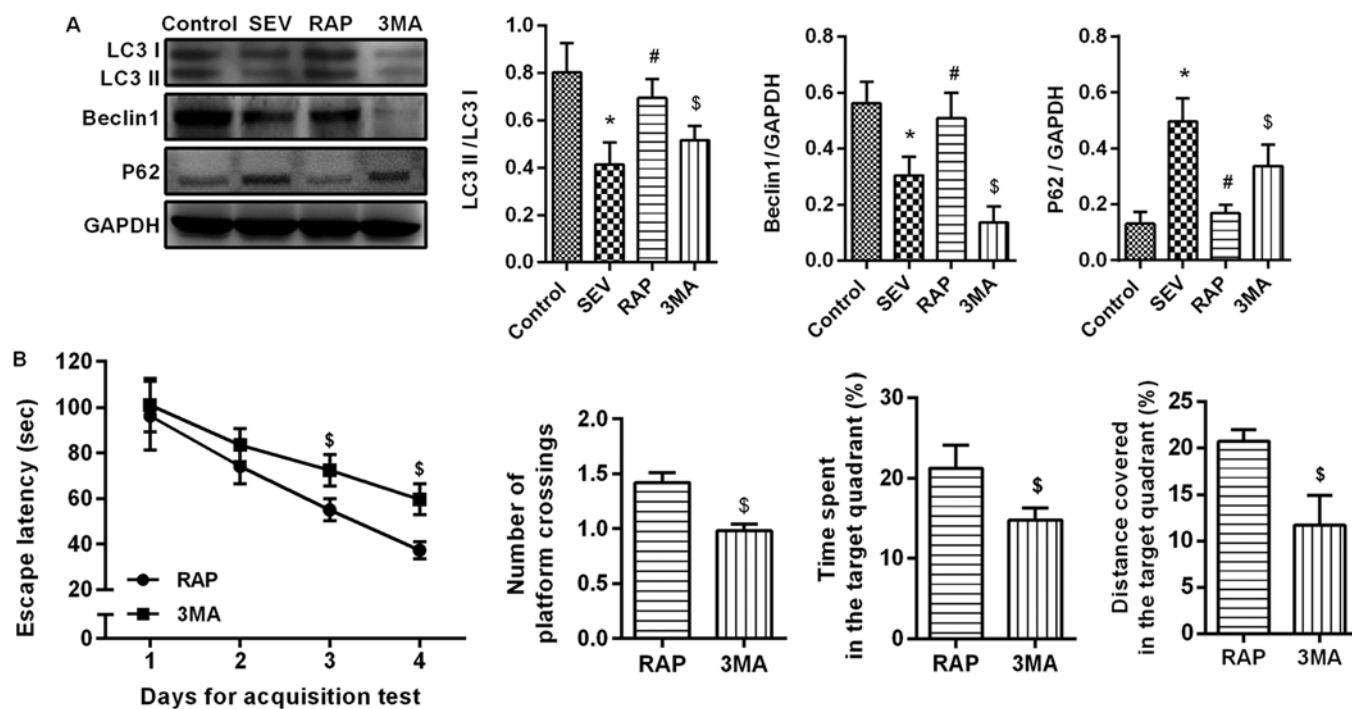 A
Control SEV RAP 3MA
LC3 I
LC3 II
Beclin1
P62
GAPDH
LC3 II / LC3 I
1.0
0.8
0.6
0.4
0.2
0.0
*
#
$
Control
SEV
RAP
3MA
Beclin1/GAPDH
0.8
0.6
0.4
0.2
0.0
*
#
$
Control
SEV
RAP
3MA
P62 / GAPDH
0.8
0.6
0.4
0.2
0.0
*
#
$
Control
SEV
RAP
3MA
B
Escape latency (sec)
120
100
80
60
40
20
0
$
$
RAP
3MA
1 2 3 4
Days for acquisition test
Number of
platform crossings
2.0
1.5
1.0
0.5
0.0
$
RAP 3MA
Time spent
in the target quadrant (%)
30
20
10
0
$
RAP 3MA
Distance covered
in the target quadrant (%)
25
20
15
10
5
0
$
RAP 3MA